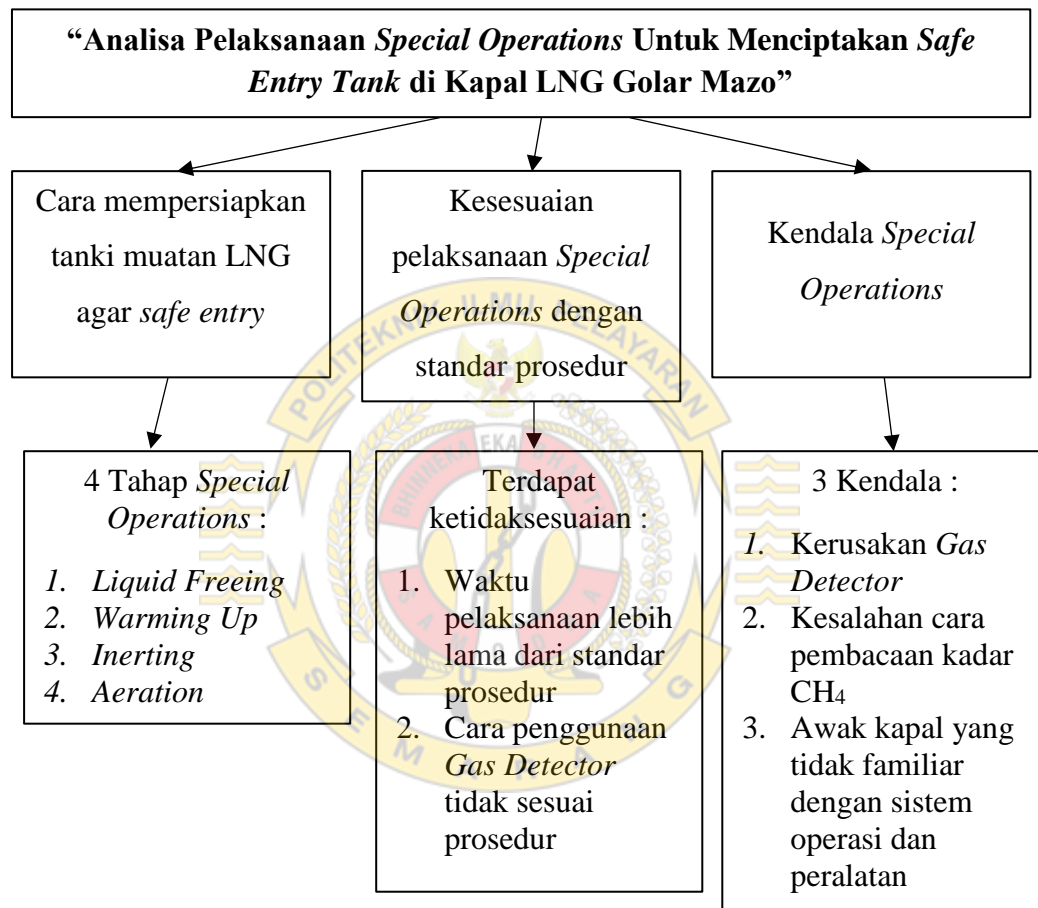 “Analisa Pelaksanaan Special Operations Untuk Menciptakan Safe
Entry Tank di Kapal LNG Golar Mazo”
Cara mempersiapkan
tanki muatan LNG
agar safe entry
Kesesuaian
pelaksanaan Special
Operations dengan
standar prosedur
Kendala Special
Operations
4 Tahap Special
Operations :
1. Liquid Freeing
2. Warming Up
3. Inerting
4. Aeration
Terdapat
ketidaksesuaian :
1. Waktu
pelaksanaan lebih
lama dari standar
prosedur
2. Cara penggunaan
Gas Detector
tidak sesuai
prosedur
3 Kendala :
1. Kerusakan Gas
Detector
2. Kesalahan cara
pembacaan kadar
CH4
3. Awak kapal yang
tidak familiar
dengan sistem
operasi dan
peralatan
POLITEKNIK ILMU PELAYARAN
SEMARANG